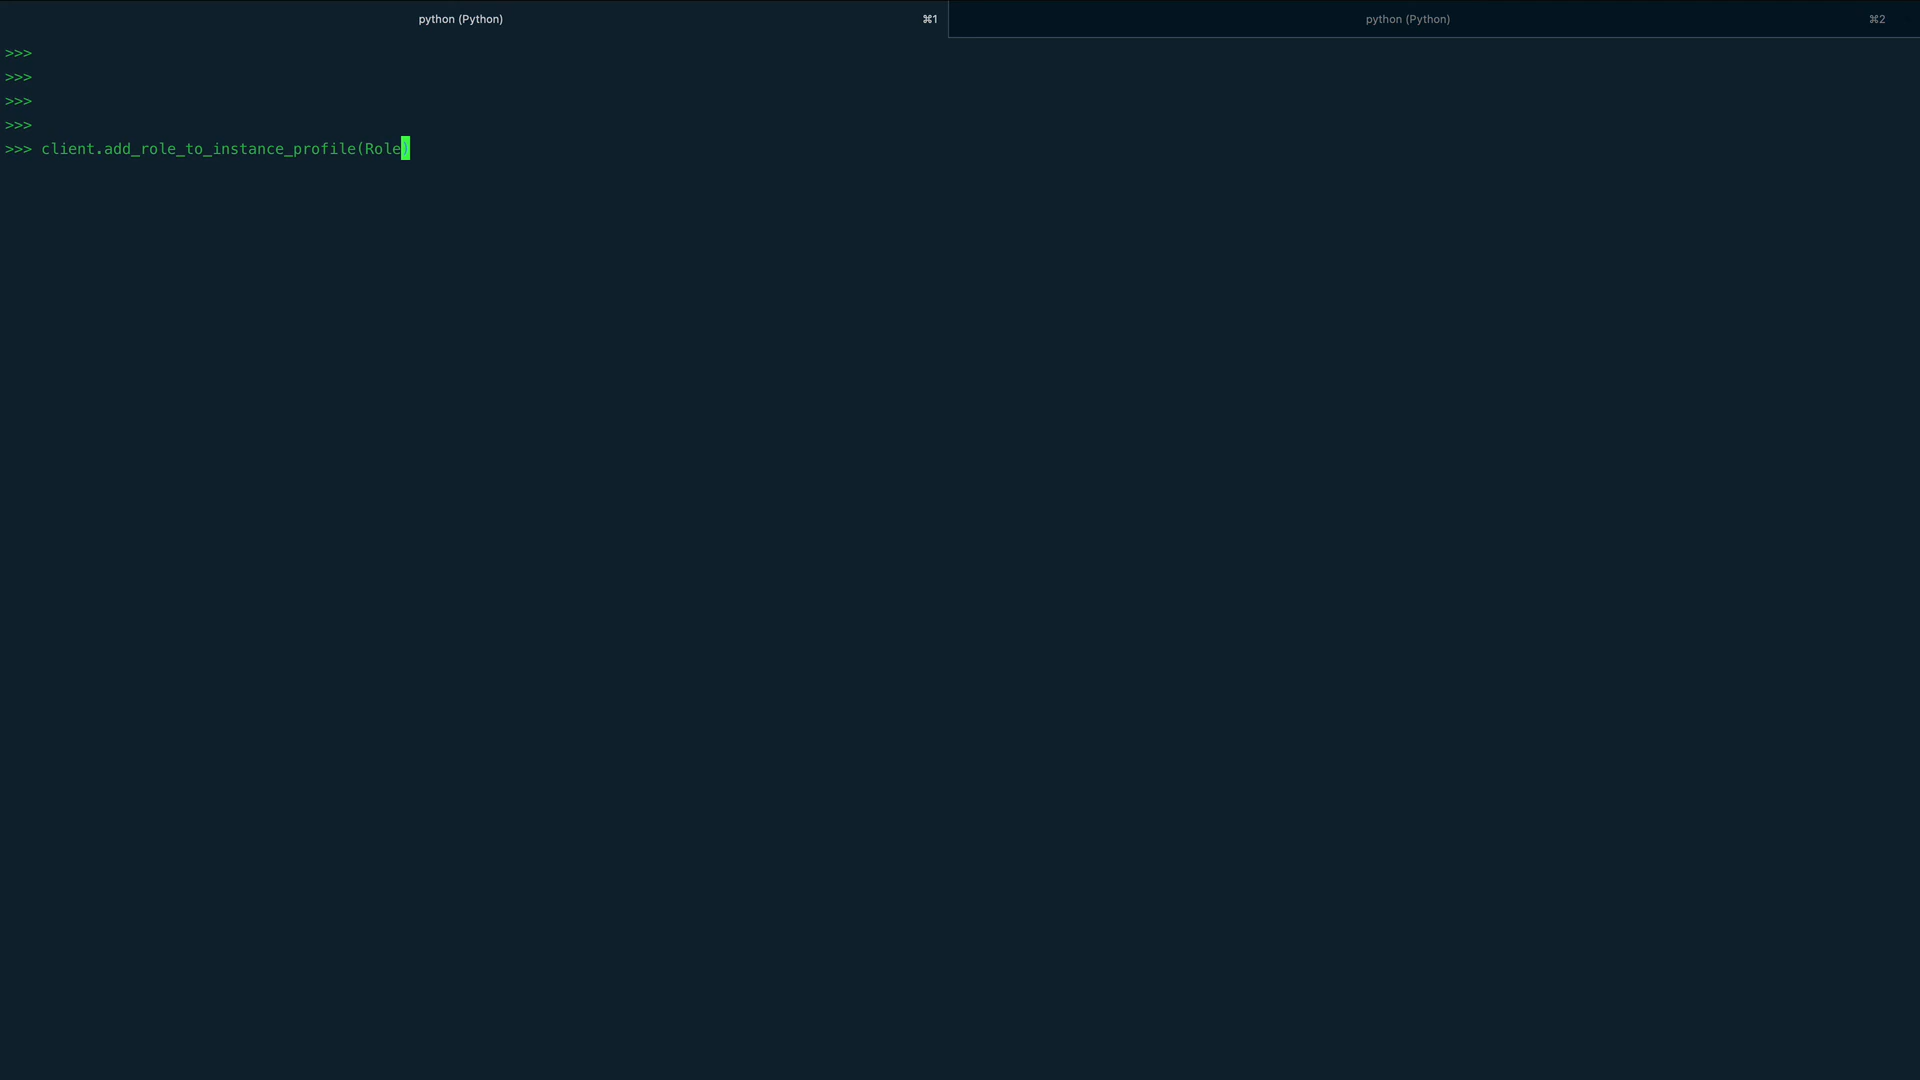 python (Python) ⌘1 python (Python) ⌘2
>>>
>>>
>>>
>>>
>>> client.add_role_to_instance_profile(Role)